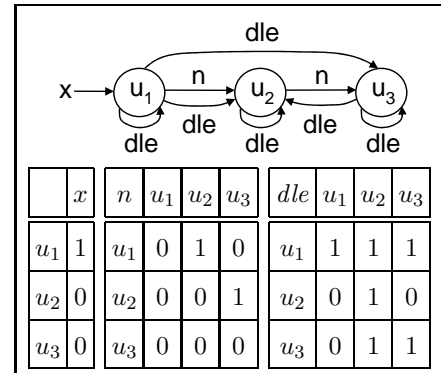 dle
x u₁ n u₂ n u₃
dle dle
dle dle dle
x n u₁ u₂ u₃ dle u₁ u₂ u₃
u₁ 1 u₁ 0 1 0 u₁ 1 1 1
u₂ 0 u₂ 0 0 1 u₂ 0 1 0
u₃ 0 u₃ 0 0 0 u₃ 0 1 1